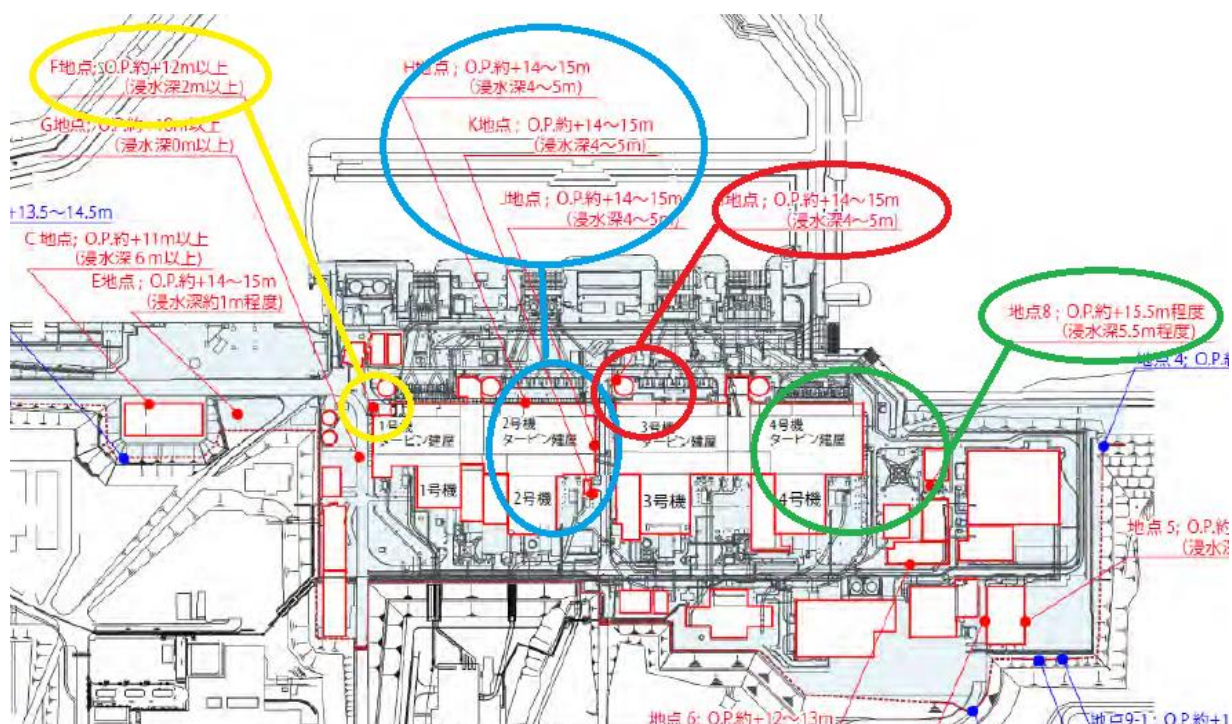 F地点; O.P.約+12m以上
(浸水深2m以上)
G地点; O.P.約+10m以上
(浸水深0m以上)
+13.5〜14.5m
C 地点; O.P.約+11m以上
(浸水深6m以上)
E地点; O.P.約+14〜15m
(浸水深約1m程度)
H地点; O.P.約+14〜15m
(浸水深4〜5m)
K地点; O.P.約+14〜15m
(浸水深4〜5m)
J地点; O.P.約+14〜15m
(浸水深4〜5m)
地点; O.P.約+14〜15m
(浸水深4〜5m)
地点8; O.P.約+15.5m程度
(浸水深5.5m程度)
地点 4; O.P.
1号機
タービン建屋
2号機
タービン建屋
3号機
タービン建屋
4号機
タービン建屋
1号機
2号機
3号機
4号機
地点 5; O.P.約
(浸水深
地点 6; O.P.約+12〜13m
地点9-1; O.P.約+1